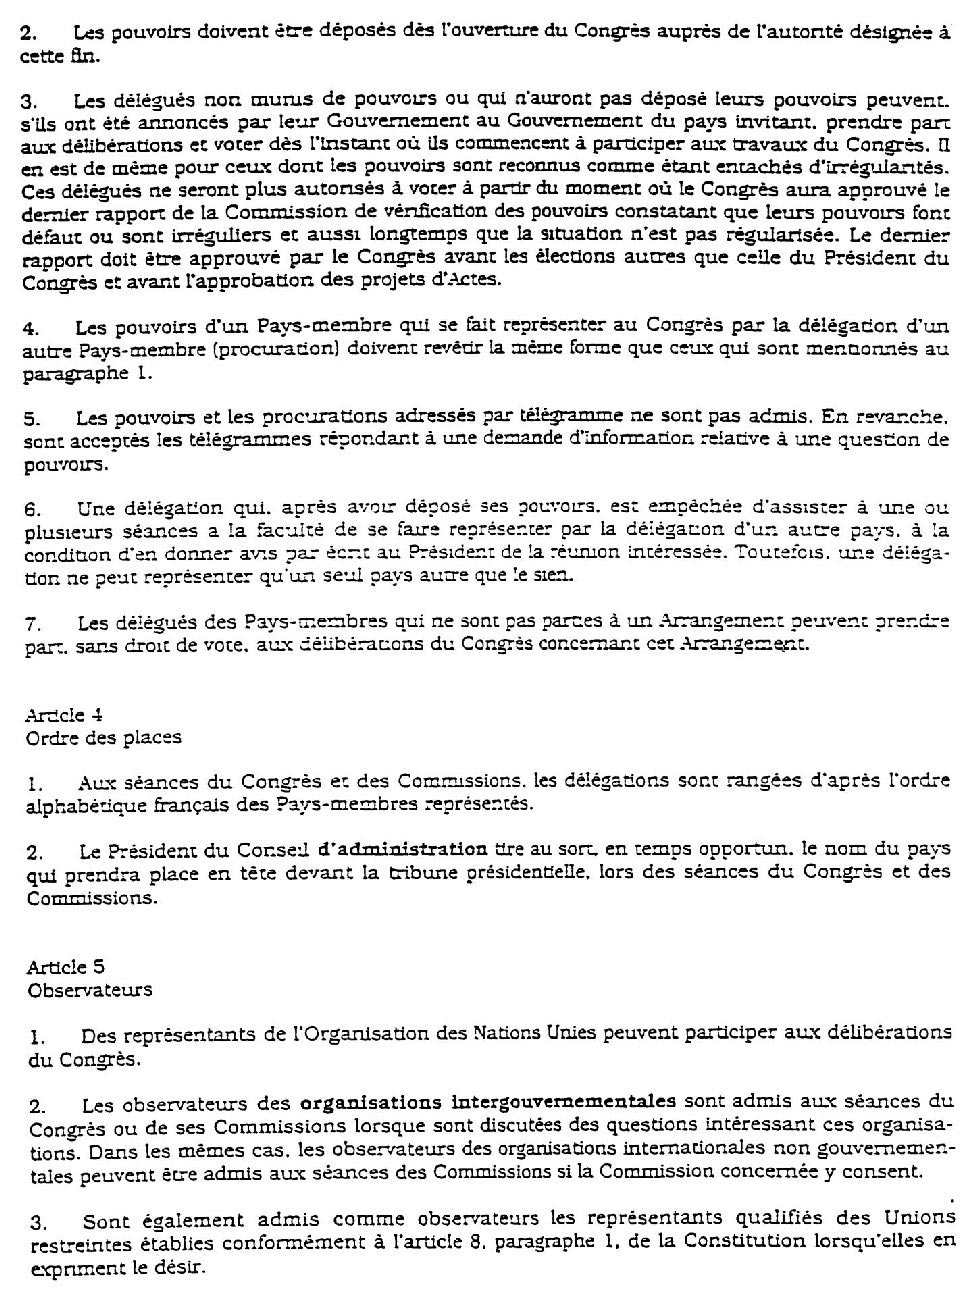 2. Les pouvoirs doivent être déposés dès l'ouverture du Congrès auprès de l'autorité désignée à
cette fin.
3. Les délégués non munis de pouvoirs ou qui n'auront pas déposé leurs pouvoirs peuvent,
s'ils ont été annoncés par leur Gouvernement au Gouvernement du pays invitant, prendre part
aux délibérations et voter dès l'instant où ils commencent à participer aux travaux du Congrès. Il
en est de même pour ceux dont les pouvoirs sont reconnus comme étant entachés d'irrégularités.
Ces délégués ne seront plus autorisés à voter à partir du moment où le Congrès aura approuvé le
dernier rapport de la Commission de vérification des pouvoirs constatant que leurs pouvoirs font
défaut ou sont irréguliers et aussi longtemps que la situation n'est pas régularisée. Le dernier
rapport doit être approuvé par le Congrès avant les élections autres que celle du Président du
Congrès et avant l'approbation des projets d'Actes.
4. Les pouvoirs d'un Pays-membre qui se fait représenter au Congrès par la délégation d'un
autre Pays-membre (procuration) doivent revêtir la même forme que ceux qui sont mentionnés au
paragraphe 1.
5. Les pouvoirs et les procurations adressés par télégramme ne sont pas admis. En revanche,
sont acceptés les télégrammes répondant à une demande d'information relative à une question de
pouvoirs.
6. Une délégation qui, après avoir déposé ses pouvoirs, est empêchée d'assister à une ou
plusieurs séances a la faculté de se faire représenter par la délégation d'un autre pays, à la
condition d'en donner avis par écrit au Président de la réunion intéressée. Toutefois, une déléga-
tion ne peut représenter qu'un seul pays autre que le sien.
7. Les délégués des Pays-membres qui ne sont pas parties à un Arrangement peuvent prendre
part, sans droit de vote, aux délibérations du Congrès concernant cet Arrangement.
Article 4
Ordre des places
1. Aux séances du Congrès et des Commissions, les délégations sont rangées d'après l'ordre
alphabétique français des Pays-membres représentés.
2. Le Président du Conseil d'administration tire au sort, en temps opportun, le nom du pays
qui prendra place en tête devant la tribune présidentielle, lors des séances du Congrès et des
Commissions.
Article 5
Observateurs
1. Des représentants de l'Organisation des Nations Unies peuvent participer aux délibérations
du Congrès.
2. Les observateurs des organisations intergouvernementales sont admis aux séances du
Congrès ou de ses Commissions lorsque sont discutées des questions intéressant ces organisa-
tions. Dans les mêmes cas, les observateurs des organisations internationales non gouvernemen-
tales peuvent être admis aux séances des Commissions si la Commission concernée y consent.
3. Sont également admis comme observateurs les représentants qualifiés des Unions
restreintes établies conformément à l'article 8, paragraphe 1, de la Constitution lorsqu'elles en
expriment le désir.